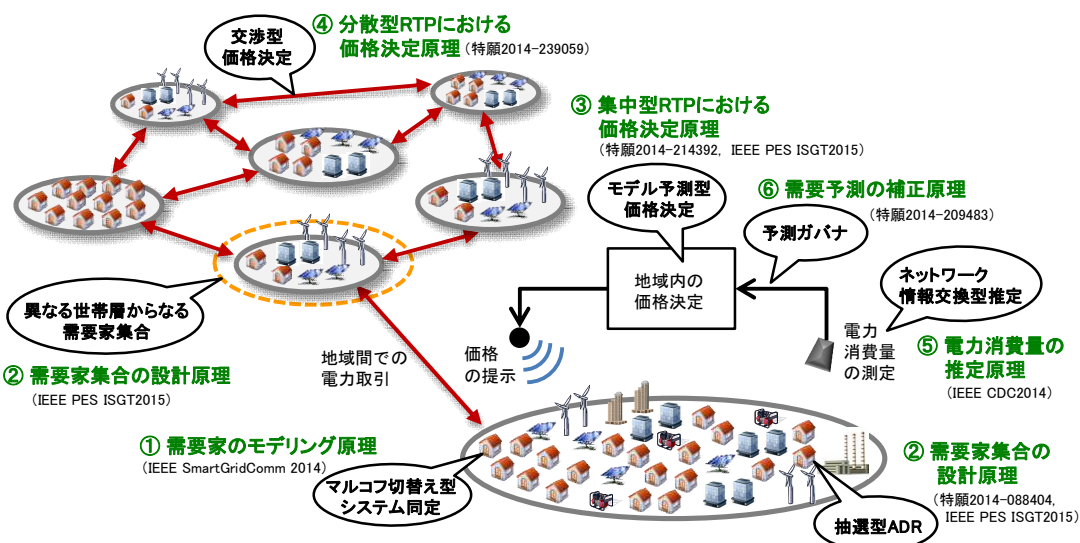 ④ 分散型RTPにおける
価格決定原理(特願2014-239059)
交渉型
価格決定
③ 集中型RTPにおける
価格決定原理
(特願2014-214392, IEEE PES ISGT2015)
モデル予測型
価格決定
⑥ 需要予測の補正原理
(特願2014-209483)
予測ガバナ
地域内の
価格決定
ネットワーク
情報交換型推定
異なる世帯層からなる
需要家集合
② 需要家集合の設計原理
(IEEE PES ISGT2015)
地域間での
電力取引
価格
の提示
電力
消費量
の測定
⑤ 電力消費量の
推定原理
(IEEE CDC2014)
① 需要家のモデリング原理
(IEEE SmartGridComm 2014)
マルコフ切替え型
システム同定
② 需要家集合の
設計原理
(特願2014-088404,
IEEE PES ISGT2015)
抽選型ADR